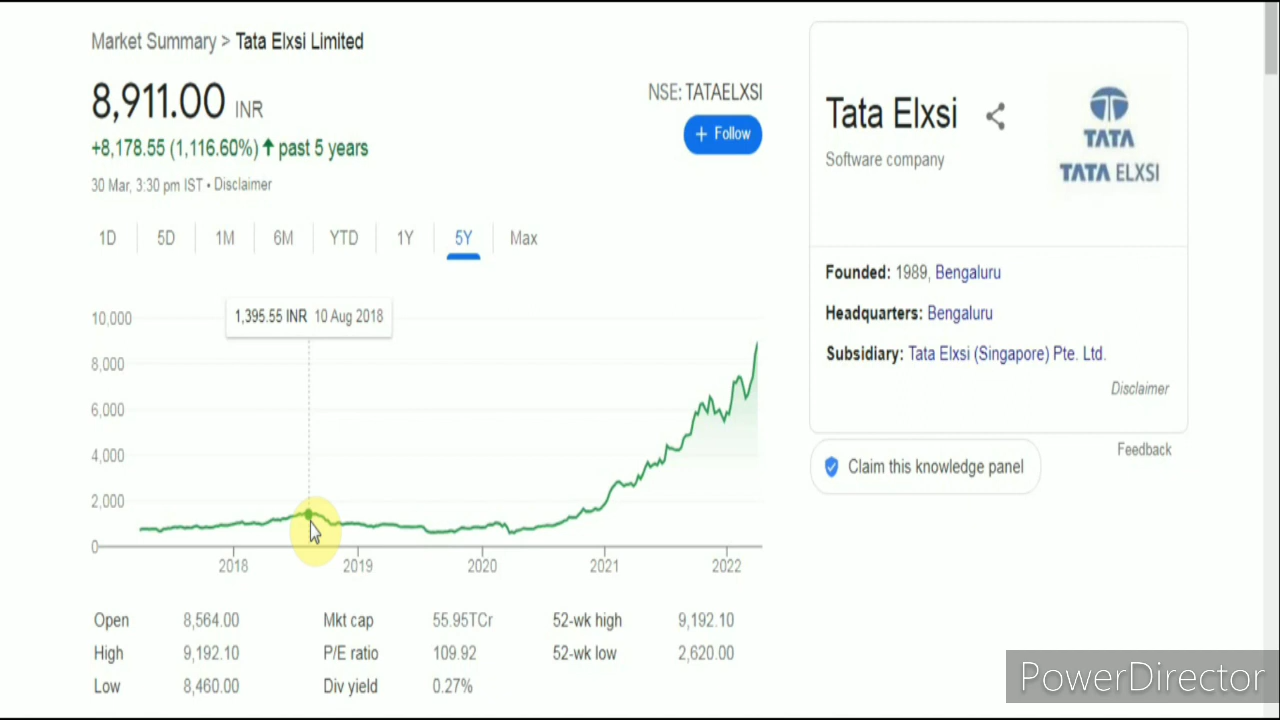 Market Summary > Tata Elxsi Limited
8,911.00 INR
+8,178.55 (1,116.60%) ↑ past 5 years
30 Mar, 3:30 pm IST • Disclaimer
NSE: TATAELXSI
+ Follow
1D 5D 1M 6M YTD 1Y 5Y Max
1,395.55 INR 10 Aug 2018
10,000
8,000
6,000
4,000
2,000
0
2018 2019 2020 2021 2022
Open 8,564.00 Mkt cap 55.95TCr 52-wk high 9,192.10
High 9,192.10 P/E ratio 109.92 52-wk low 2,620.00
Low 8,460.00 Div yield 0.27%
Tata Elxsi
Software company
TATA
TATA ELXSI
Founded: 1989, Bengaluru
Headquarters: Bengaluru
Subsidiary: Tata Elxsi (Singapore) Pte. Ltd.
Disclaimer
Feedback
Claim this knowledge panel
PowerDirector